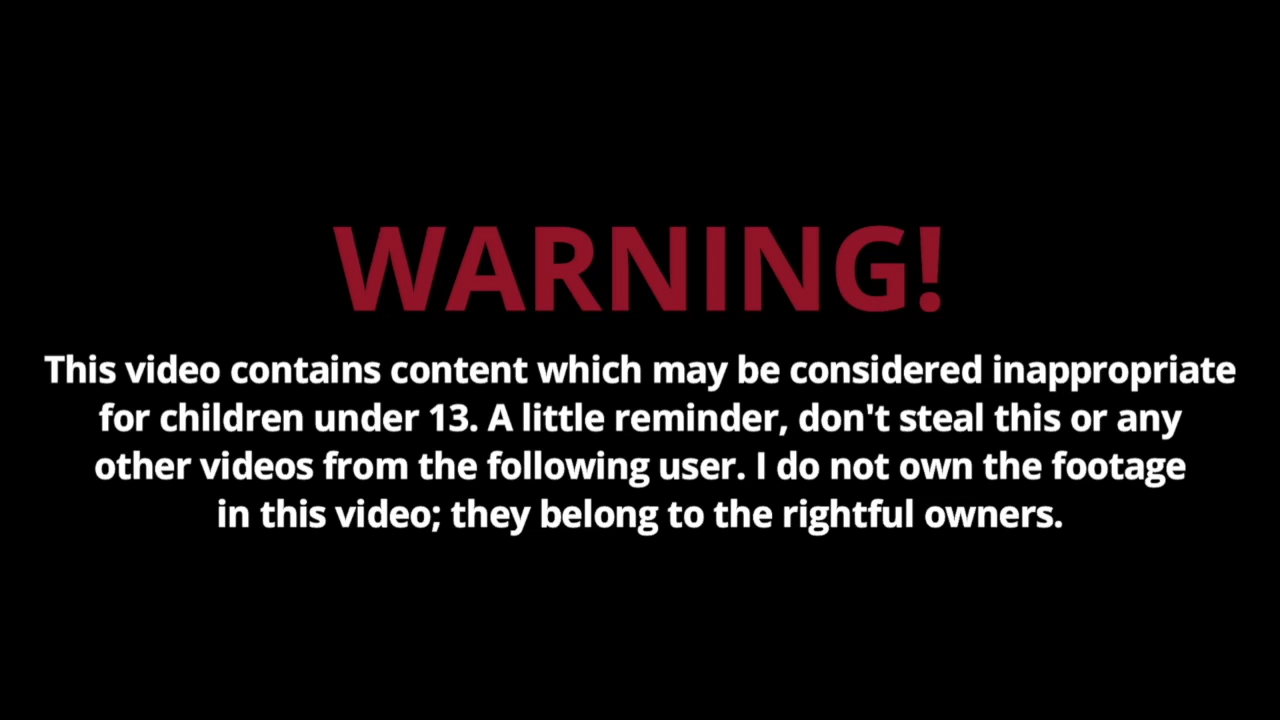 WARNING!
This video contains content which may be considered inappropriate
for children under 13. A little reminder, don't steal this or any
other videos from the following user. I do not own the footage
in this video; they belong to the rightful owners.